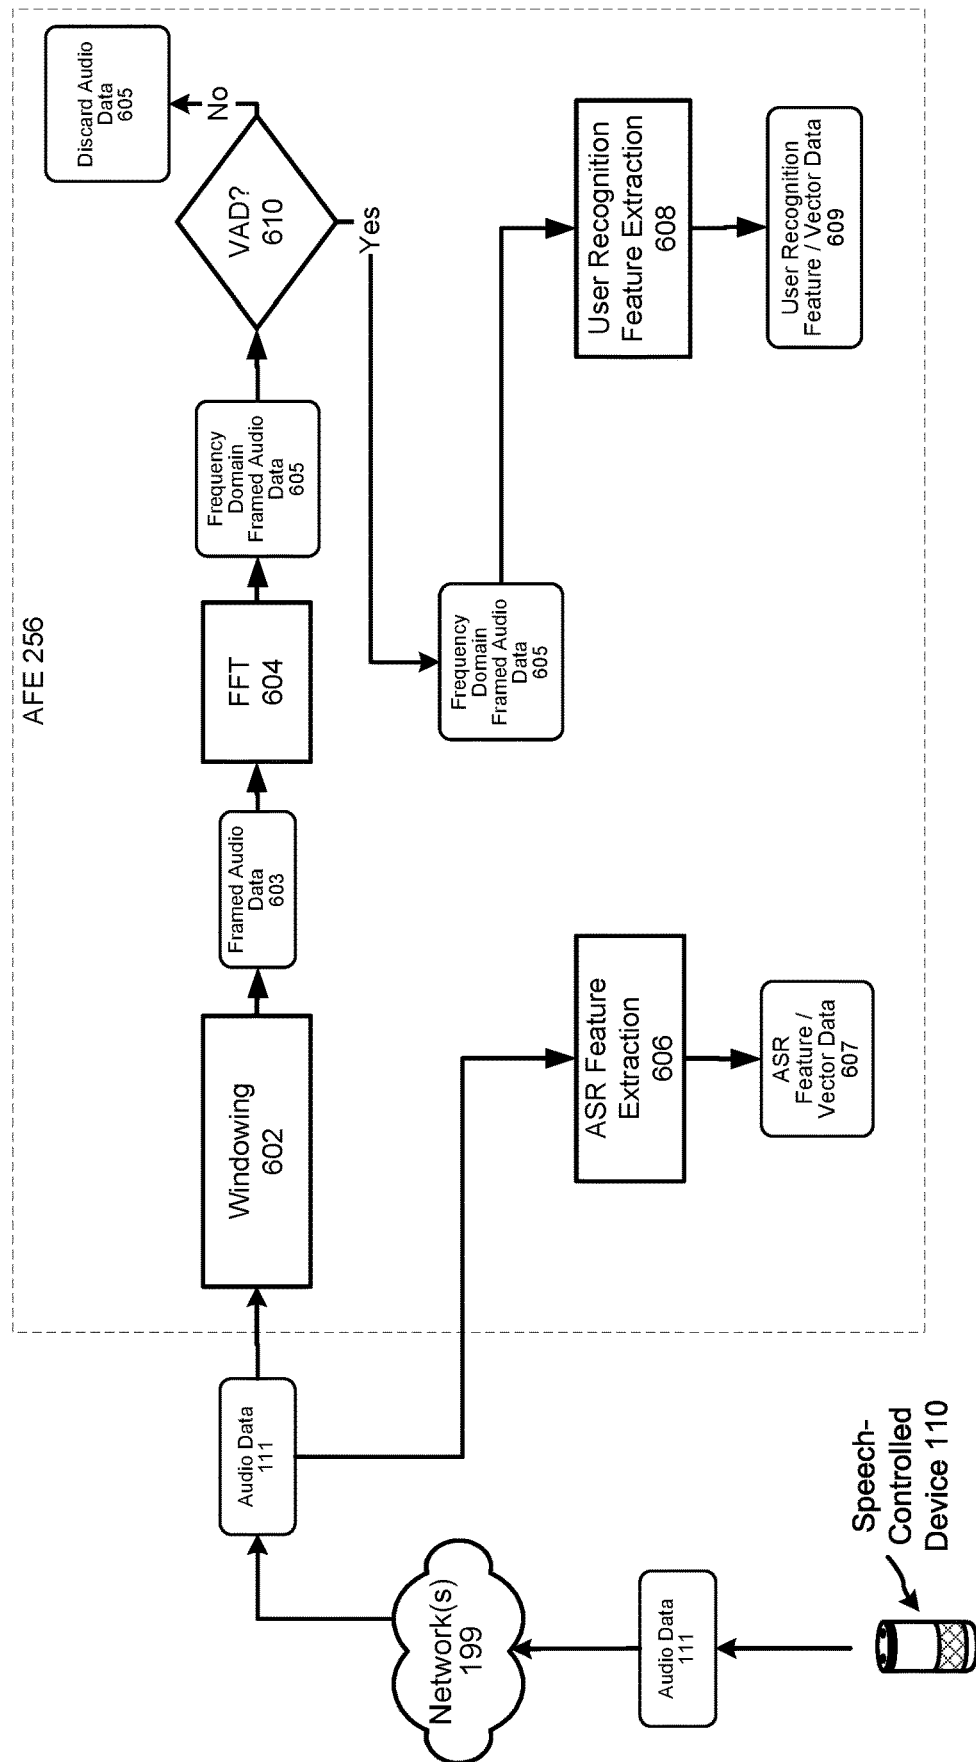 AFE 256
Speech-
Controlled
Device 110
Audio Data
111
Network(s)
199
Audio Data
111
Windowing
602
Framed Audio
Data
603
FFT
604
Frequency
Domain
Framed Audio
Data
605
VAD?
610
No
Discard Audio
Data
605
Yes
Frequency
Domain
Framed Audio
Data
605
ASR Feature
Extraction
606
ASR
Feature /
Vector Data
607
User Recognition
Feature Extraction
608
User Recognition
Feature / Vector Data
609